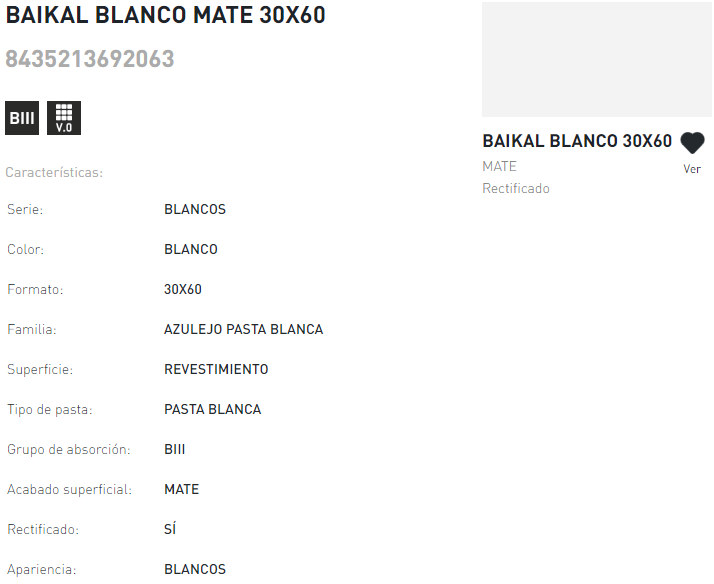 BAIKAL BLANCO MATE 30X60
8435213692063
BIII
V.0
Características:
Serie: BLANCOS
Color: BLANCO
Formato: 30X60
Familia: AZULEJO PASTA BLANCA
Superficie: REVESTIMIENTO
Tipo de pasta: PASTA BLANCA
Grupo de absorción: BIII
Acabado superficial: MATE
Rectificado: SÍ
Apariencia: BLANCOS
BAIKAL BLANCO 30X60
MATE
Ver
Rectificado